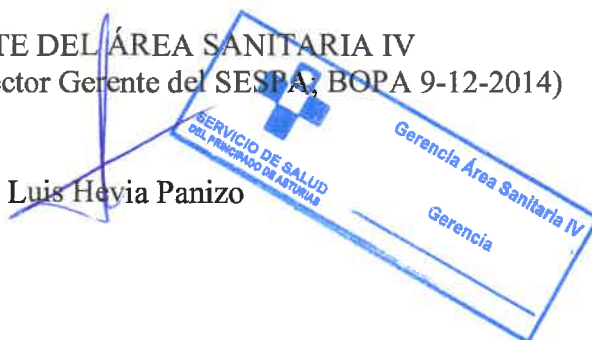 TE DEL ÁREA SANITARIA IV
ector Gerente del SESPA; BOPA 9-12-2014)
Luis Hevia Panizo
SERVICIO DE SALUD
DEL PRINCIPADO DE ASTURIAS
Gerencia Área Sanitaria IV
Gerencia